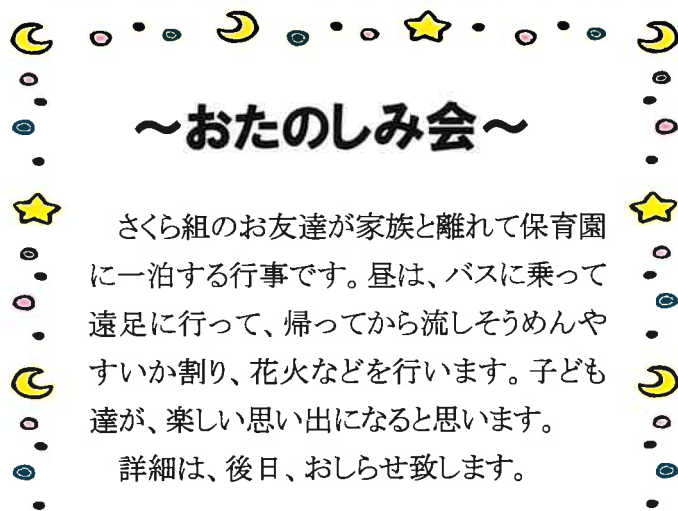 ～おたのしみ会～
さくら組のお友達が家族と離れて保育園
に一泊する行事です。昼は、バスに乗って
遠足に行って、帰ってから流しそうめんや
すいか割り、花火などを行います。子ども
達が、楽しい思い出になると思います。
詳細は、後日、おしらせ致します。